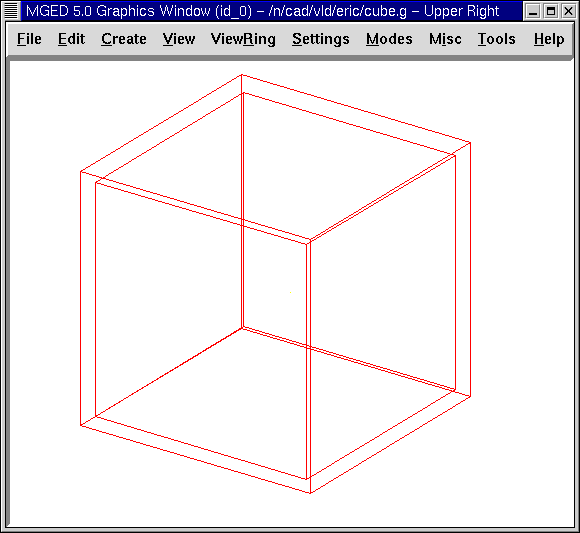 MGED 5.0 Graphics Window (id_0) – /n/cad/vld/eric/cube.g – Upper Right
File Edit Create View ViewRing Settings Modes Misc Tools Help